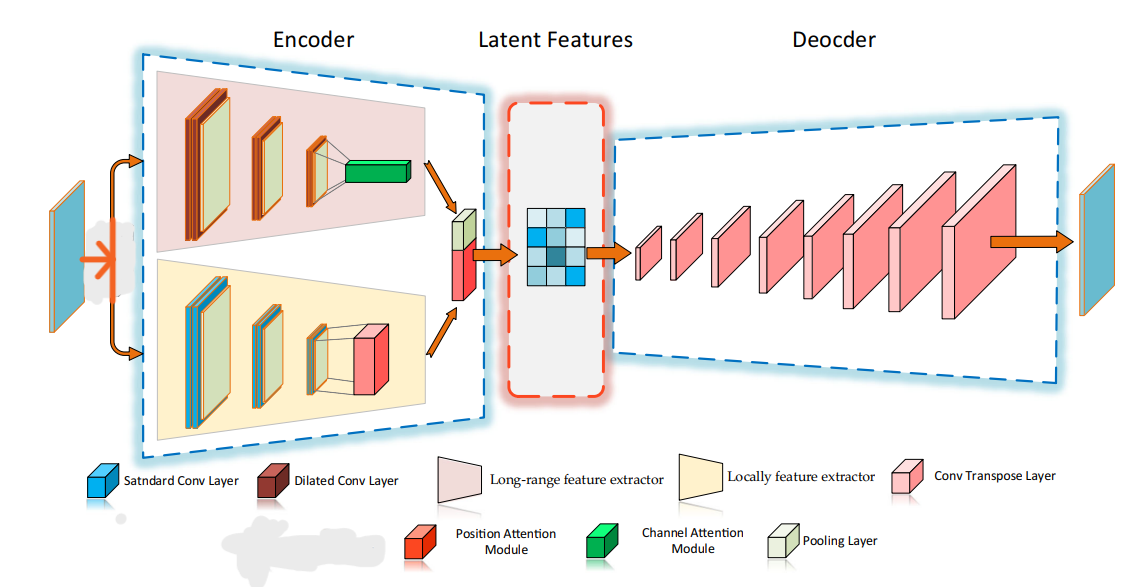 Encoder
Latent Features
Deocder
Satndard Conv Layer
Dilated Conv Layer
Long-range feature extractor
Locally feature extractor
Conv Transpose Layer
Position Attention
Module
Channel Attention
Module
Pooling Layer